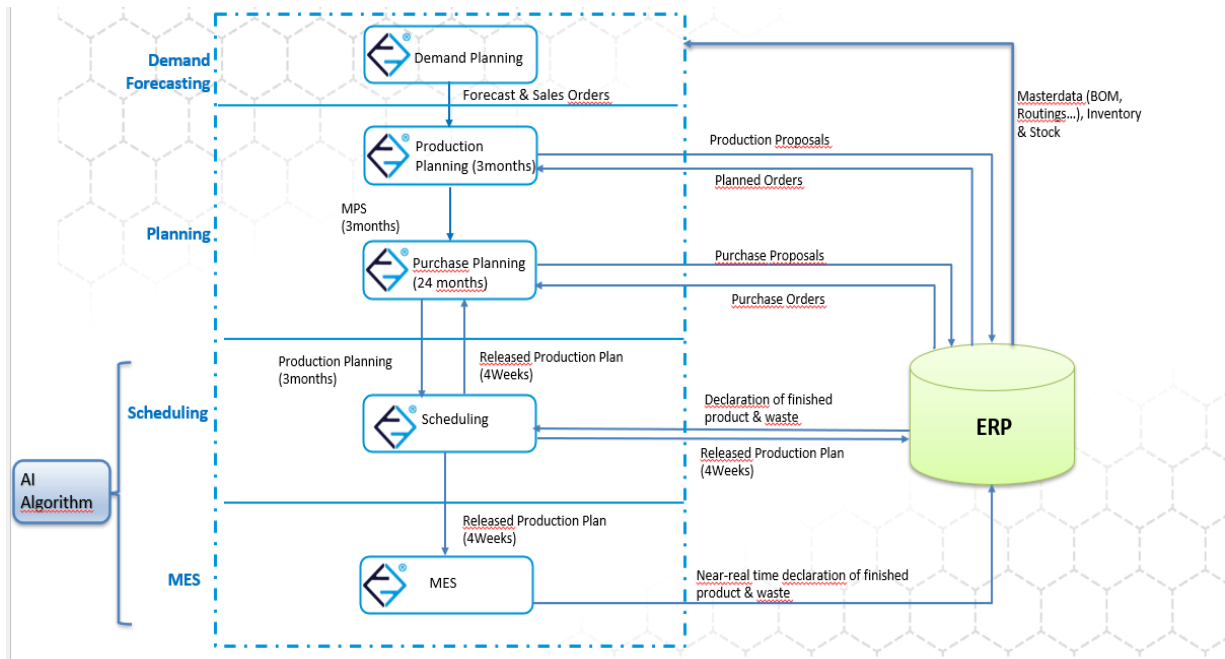 Demand
Forecasting
Demand Planning
Forecast & Sales Orders
Masterdata (BOM,
Routings...), Inventory
& Stock
Production
Planning (3months)
Production Proposals
Planned Orders
MPS
(3months)
Planning
Purchase Planning
(24 months)
Purchase Proposals
Purchase Orders
Production Planning
(3months)
Released Production Plan
(4Weeks)
Scheduling
Scheduling
Declaration of finished
product & waste
Released Production Plan
(4Weeks)
ERP
AI
Algorithm
Released Production Plan
(4Weeks)
MES
MES
Near-real time declaration of finished
product & waste